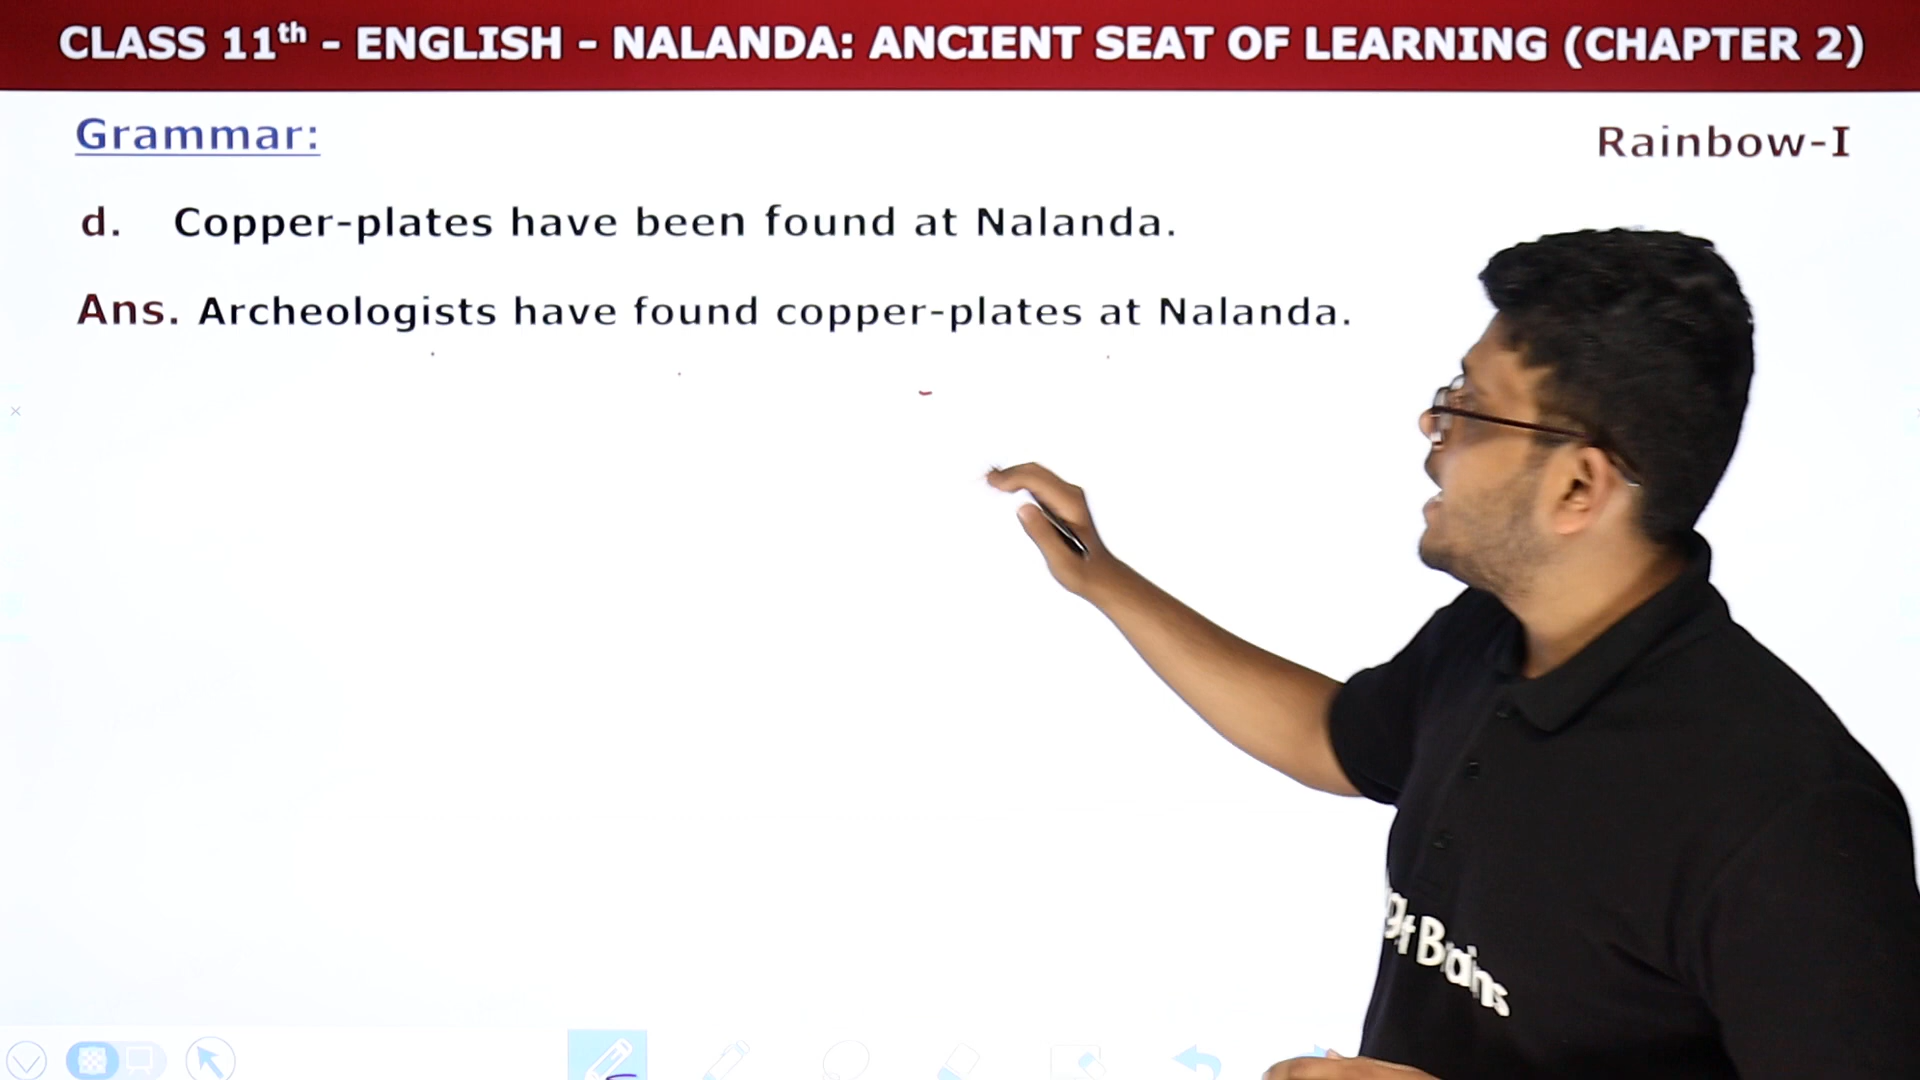 CLASS 11th - ENGLISH - NALANDA: ANCIENT SEAT OF LEARNING (CHAPTER 2)
Grammar:
Rainbow-I
d. Copper-plates have been found at Nalanda.
Ans. Archeologists have found copper-plates at Nalanda.
Brains